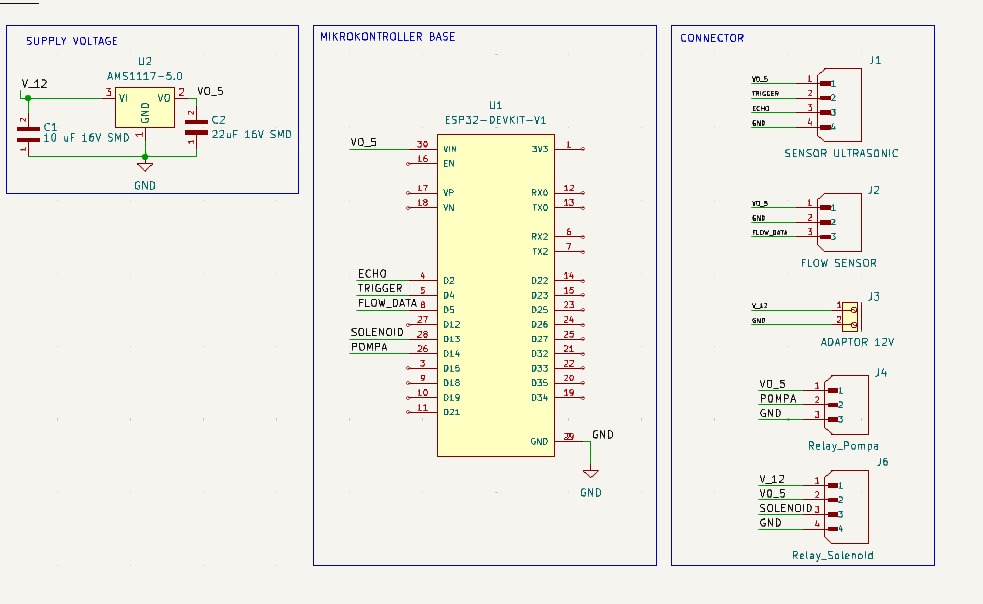 SUPPLY VOLTAGE
U2
AMS1117-5.0
V_12
3 VI VO 2 VO_5
GND
1
2
C1
10 uF 16V SMD
1
2
C2
22uF 16V SMD
1
GND
MIKROKONTROLLER BASE
U1
ESP32-DEVKIT-V1
VO_5 30 VIN 3V3 1
16 EN
17 VP RX0 12
18 VN TX0 13
RX2 6
TX2 7
ECHO 4 D2 D22 14
TRIGGER 5 D4 D23 15
FLOW_DATA 8 D5 D25 23
27 D12 D26 24
SOLENOID 28 D13 D27 25
POMPA 26 D14 D32 21
3 D15 D33 22
9 D18 D35 20
10 D19 D34 19
11 D21
GND GND
GND
CONNECTOR
J1
VO_5 1 1
TRIGGER 2 2
ECHO 3 3
GND 4 4
SENSOR ULTRASONIC
J2
VO_5 1 1
GND 2 2
FLOW_DATA 3 3
FLOW SENSOR
J3
V_12 1
GND 2
ADAPTOR 12V
J4
VO_5 1 1
POMPA 2 2
GND 3 3
Relay_Pompa
J6
V_12 1 1
VO_5 2 2
SOLENOID 3 3
GND 4 4
Relay_Solenoid